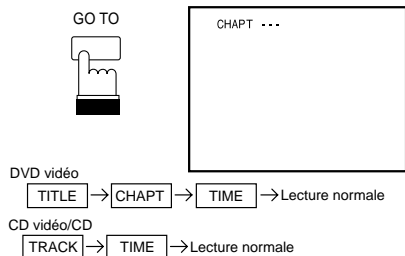 GO TO
CHAPT ---
DVD vidéo
TITLE → CHAPT → TIME → Lecture normale
CD vidéo/CD
TRACK → TIME → Lecture normale